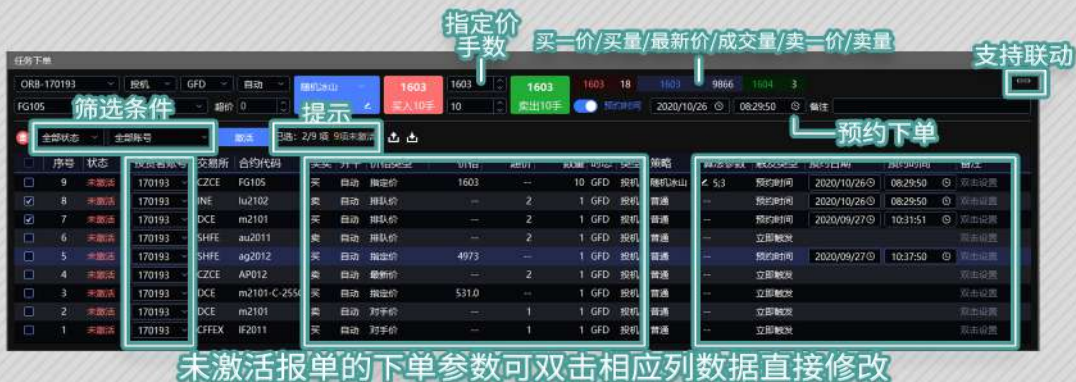 指定价
手数
买一价/买量/最新价/成交量/卖一价/卖量
支持联动
任务下单
ORB-170193 投机 GFD 自动 随机冰山 1603 1603 1603 1603 18 1603 9866 1604 3
FG105 超价 0 买入10手 10 卖出10手 预约时间 2020/10/26 08:29:50 备注
筛选条件
提示
预约下单
全部状态 全部账号 激活 已选: 2/9 项 9项未激活
序号 状态 投资者账号 交易所 合约代码 买卖 开平 价格类型 价格 超价 数量 时态 类型 策略 算法参数 触发类型 预约日期 预约时间 备注
9 未激活 170193 CZCE FG105 买 自动 指定价 1603 -- 10 GFD 投机 随机冰山 5;3 预约时间 2020/10/26 08:29:50 双击设置
8 未激活 170193 INE lu2102 卖 自动 排队价 -- 2 1 GFD 投机 普通 -- 预约时间 2020/10/26 08:29:50 双击设置
7 未激活 170193 DCE m2101 买 自动 排队价 -- 2 1 GFD 投机 普通 -- 预约时间 2020/09/27 10:31:51 双击设置
6 未激活 170193 SHFE au2011 卖 自动 排队价 -- 2 1 GFD 投机 普通 -- 立即触发 双击设置
5 未激活 170193 SHFE ag2012 买 自动 指定价 4973 -- 1 GFD 投机 普通 -- 预约时间 2020/09/27 10:37:50 双击设置
4 未激活 170193 CZCE AP012 卖 自动 最新价 -- 2 1 GFD 投机 普通 -- 立即触发 双击设置
3 未激活 170193 DCE m2101-C-255 买 自动 指定价 531.0 -- 1 GFD 投机 普通 -- 立即触发 双击设置
2 未激活 170193 DCE m2101 卖 自动 对手价 -- 1 1 GFD 投机 普通 -- 立即触发 双击设置
1 未激活 170193 CFFEX IF2011 买 自动 对手价 -- 1 1 GFD 投机 普通 -- 立即触发 双击设置
未激活报单的下单参数可双击相应列数据直接修改